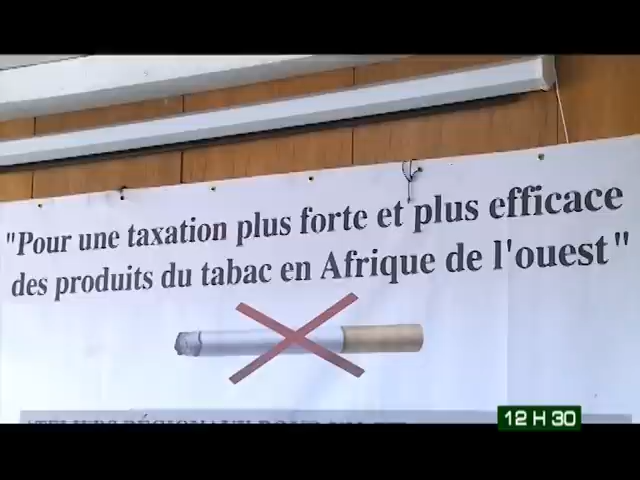 "Pour une taxation plus forte et plus efficace
des produits du tabac en Afrique de l'ouest"
12 H 30